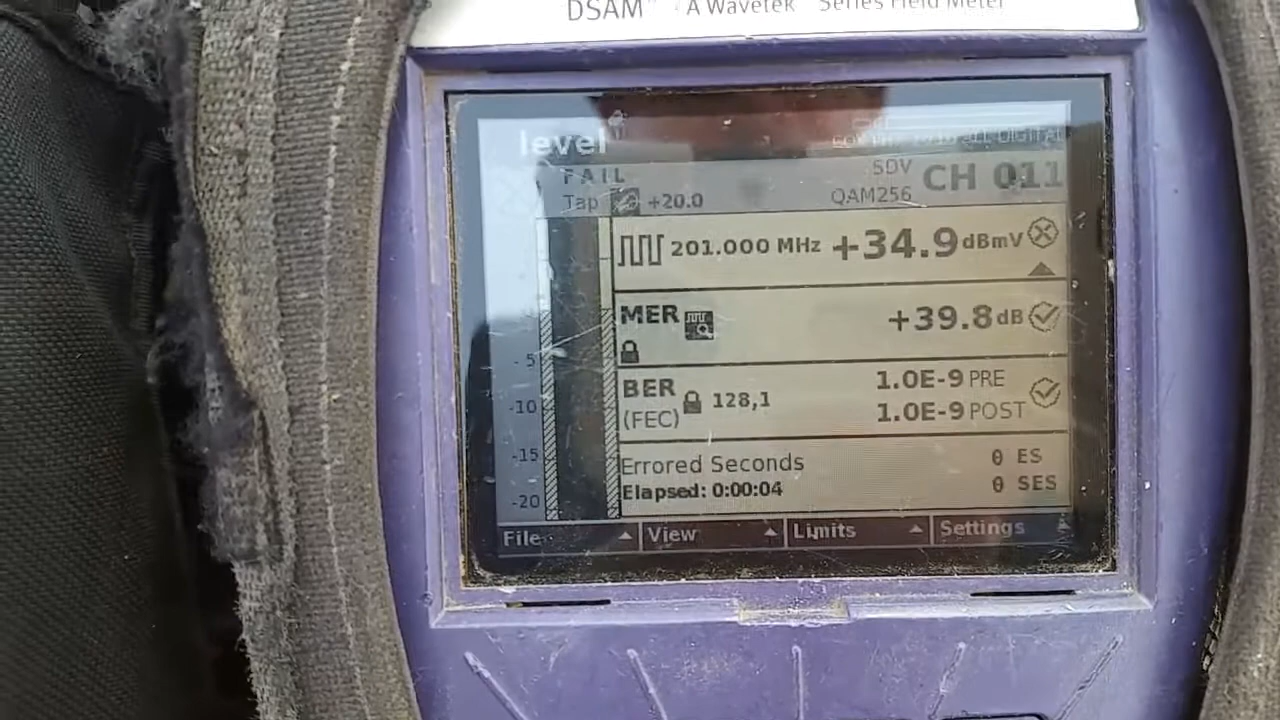 DSAM™ A Wavetek™ Series Field Meter
level
FAIL
SDV CH 011
Tap +20.0 QAM256
201.000 MHz +34.9 dBmV
MER +39.8 dB
BER 128,1 1.0E-9 PRE
(FEC) 1.0E-9 POST
Errored Seconds 0 ES
Elapsed: 0:00:04 0 SES
- 5
-10
-15
-20
File View Limits Settings